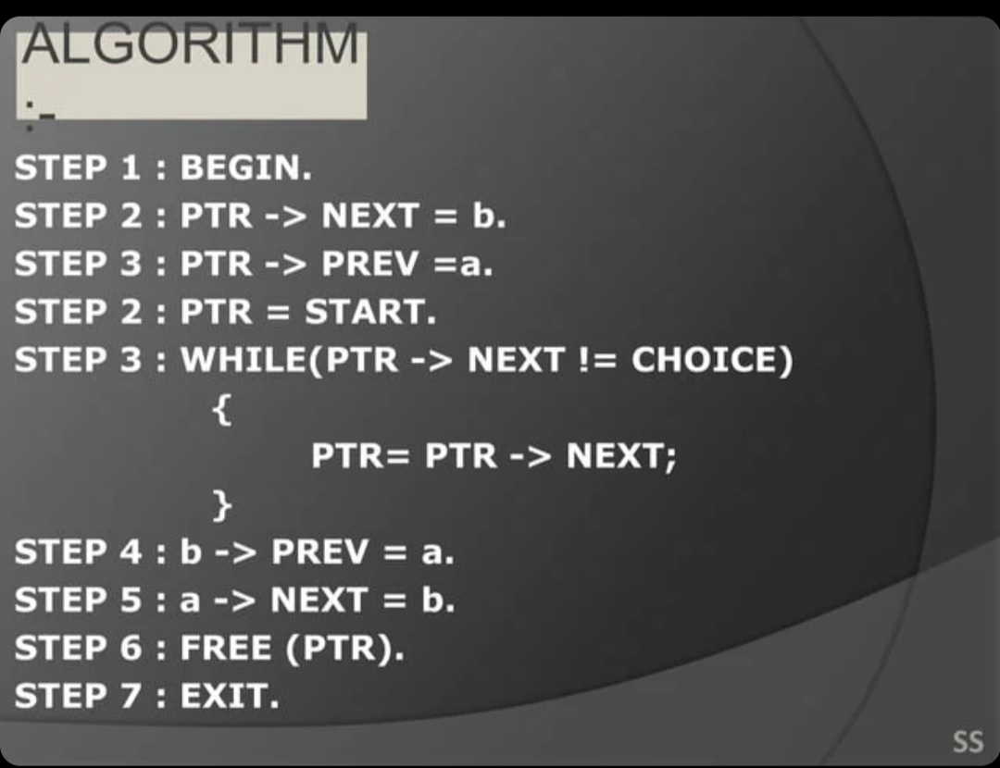 ALGORITHM
:-
STEP 1 : BEGIN.
STEP 2 : PTR -> NEXT = b.
STEP 3 : PTR -> PREV =a.
STEP 2 : PTR = START.
STEP 3 : WHILE(PTR -> NEXT != CHOICE)
{
PTR= PTR -> NEXT;
}
STEP 4 : b -> PREV = a.
STEP 5 : a -> NEXT = b.
STEP 6 : FREE (PTR).
STEP 7 : EXIT.
SS